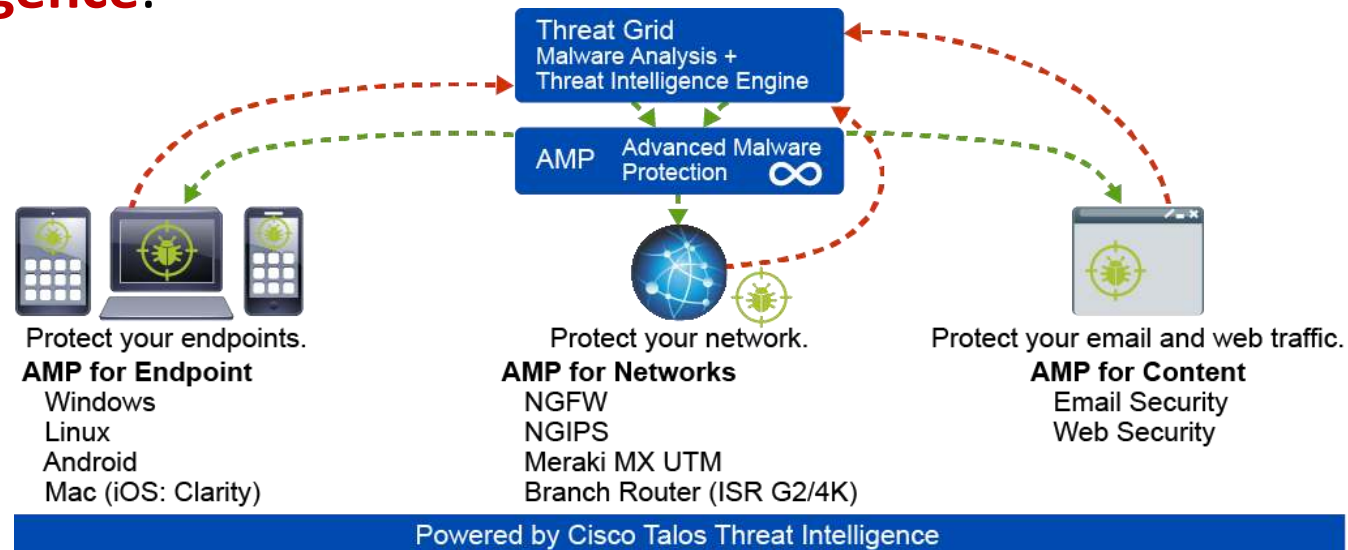 gence.
Threat Grid
Malware Analysis +
Threat Intelligence Engine
AMP Advanced Malware
Protection
Protect your endpoints.
AMP for Endpoint
Windows
Linux
Android
Mac (iOS: Clarity)
Protect your network.
AMP for Networks
NGFW
NGIPS
Meraki MX UTM
Branch Router (ISR G2/4K)
Protect your email and web traffic.
AMP for Content
Email Security
Web Security
Powered by Cisco Talos Threat Intelligence